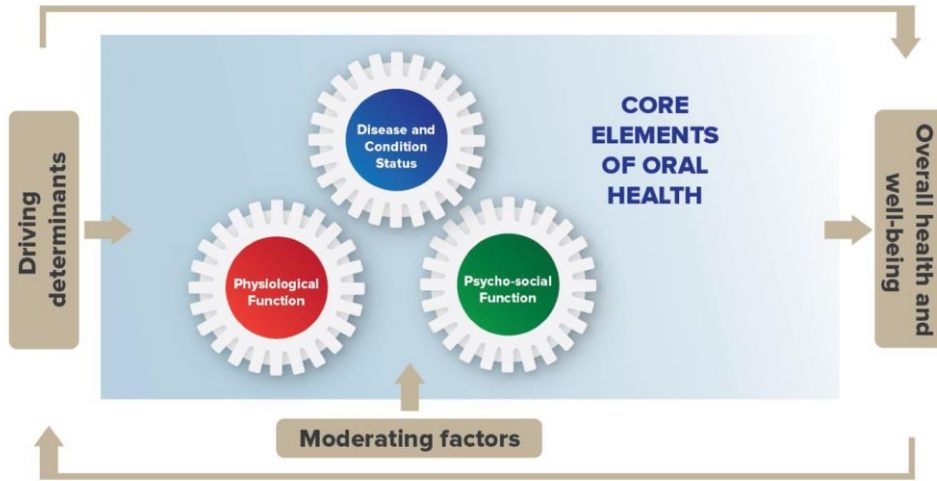 CORE
ELEMENTS
OF ORAL
HEALTH
Disease and
Condition
Status
Driving
determinants
Physiological
Function
Psycho-social
Function
Overall health and
well-being
Moderating factors